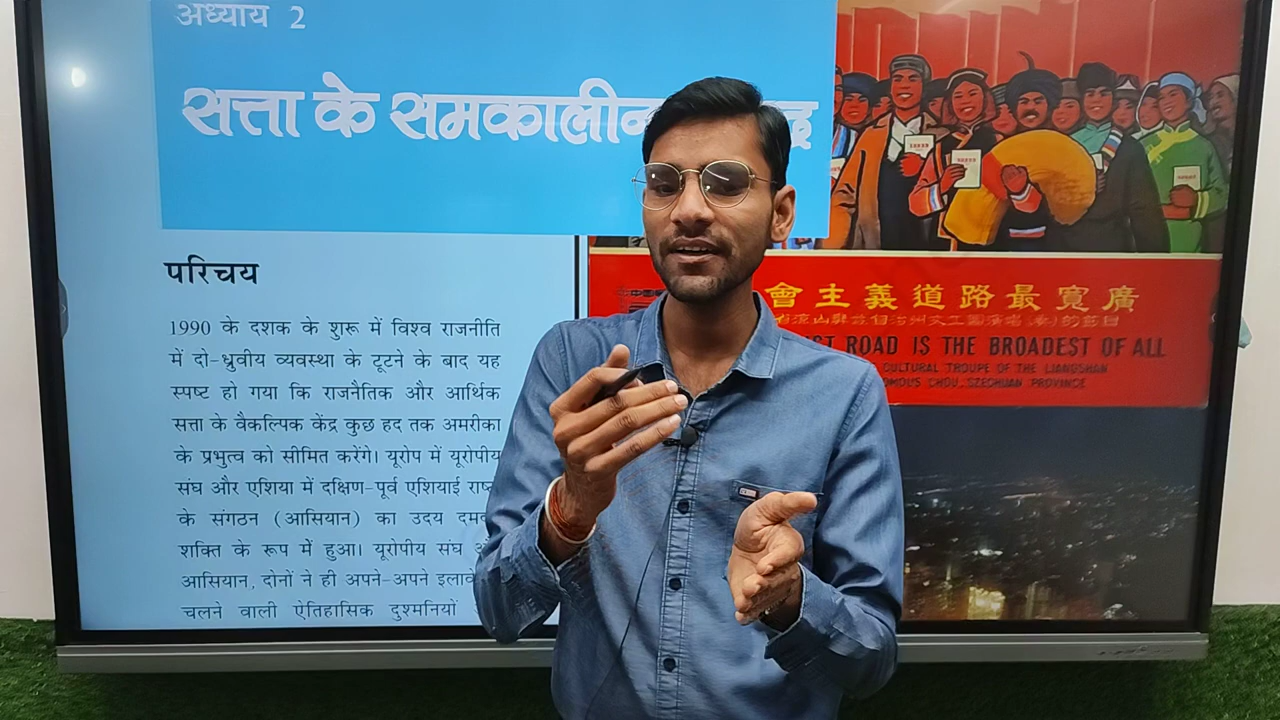 अध्याय 2
सत्ता के समकालीन
परिचय
1990 के दशक के शुरू में विश्व राजनीति
में दो-ध्रुवीय व्यवस्था के टूटने के बाद यह
स्पष्ट हो गया कि राजनैतिक और आर्थिक
सत्ता के वैकल्पिक केंद्र कुछ हद तक अमरीका
के प्रभुत्व को सीमित करेंगे। यूरोप में यूरोपीय
संघ और एशिया में दक्षिण-पूर्व एशियाई
के संगठन (आसियान) का उदय
शक्ति के रूप में हुआ। यूरोपीय संघ
आसियान, दोनों ने ही अपने-अपने
चलने वाली ऐतिहासिक दुश्मनियों
會主義道路最寬廣
ROAD IS THE BROADEST OF ALL
CULTURAL TROUPE OF THE LIANGSHAN
CHOU, SZECHUAN PROVINCE